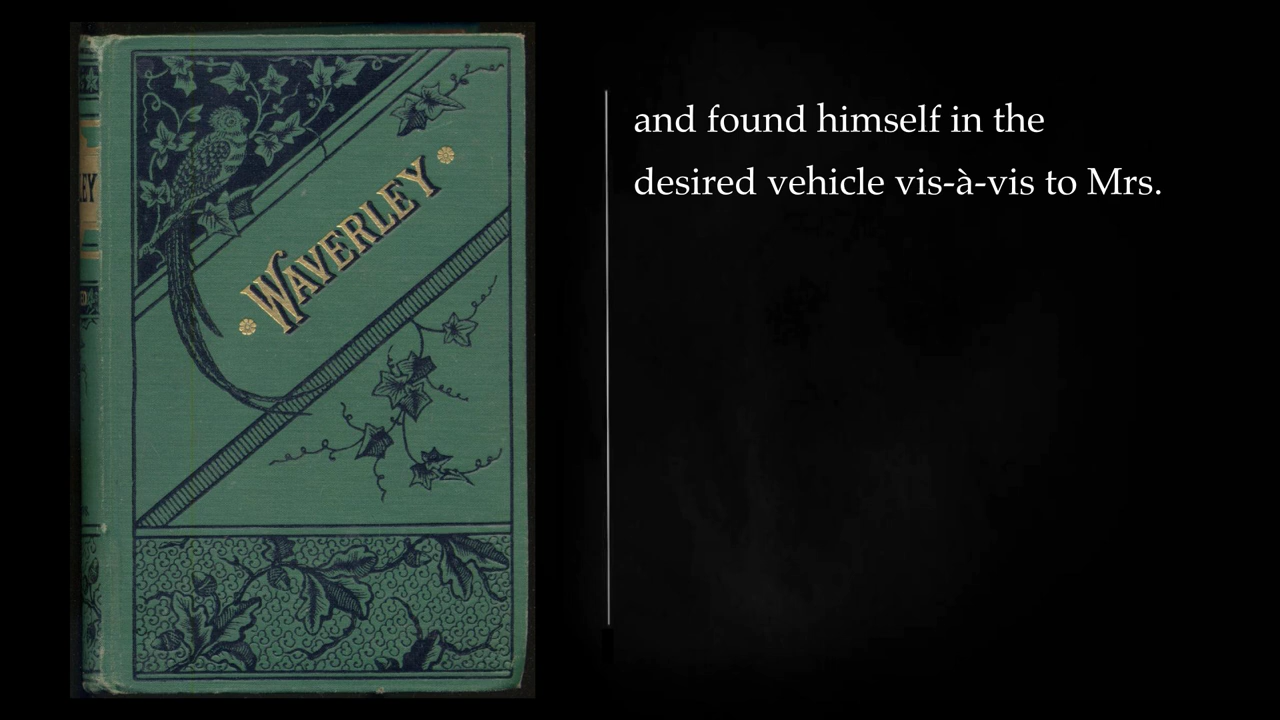 WAVERLEY
and found himself in the
desired vehicle vis-à-vis to Mrs.